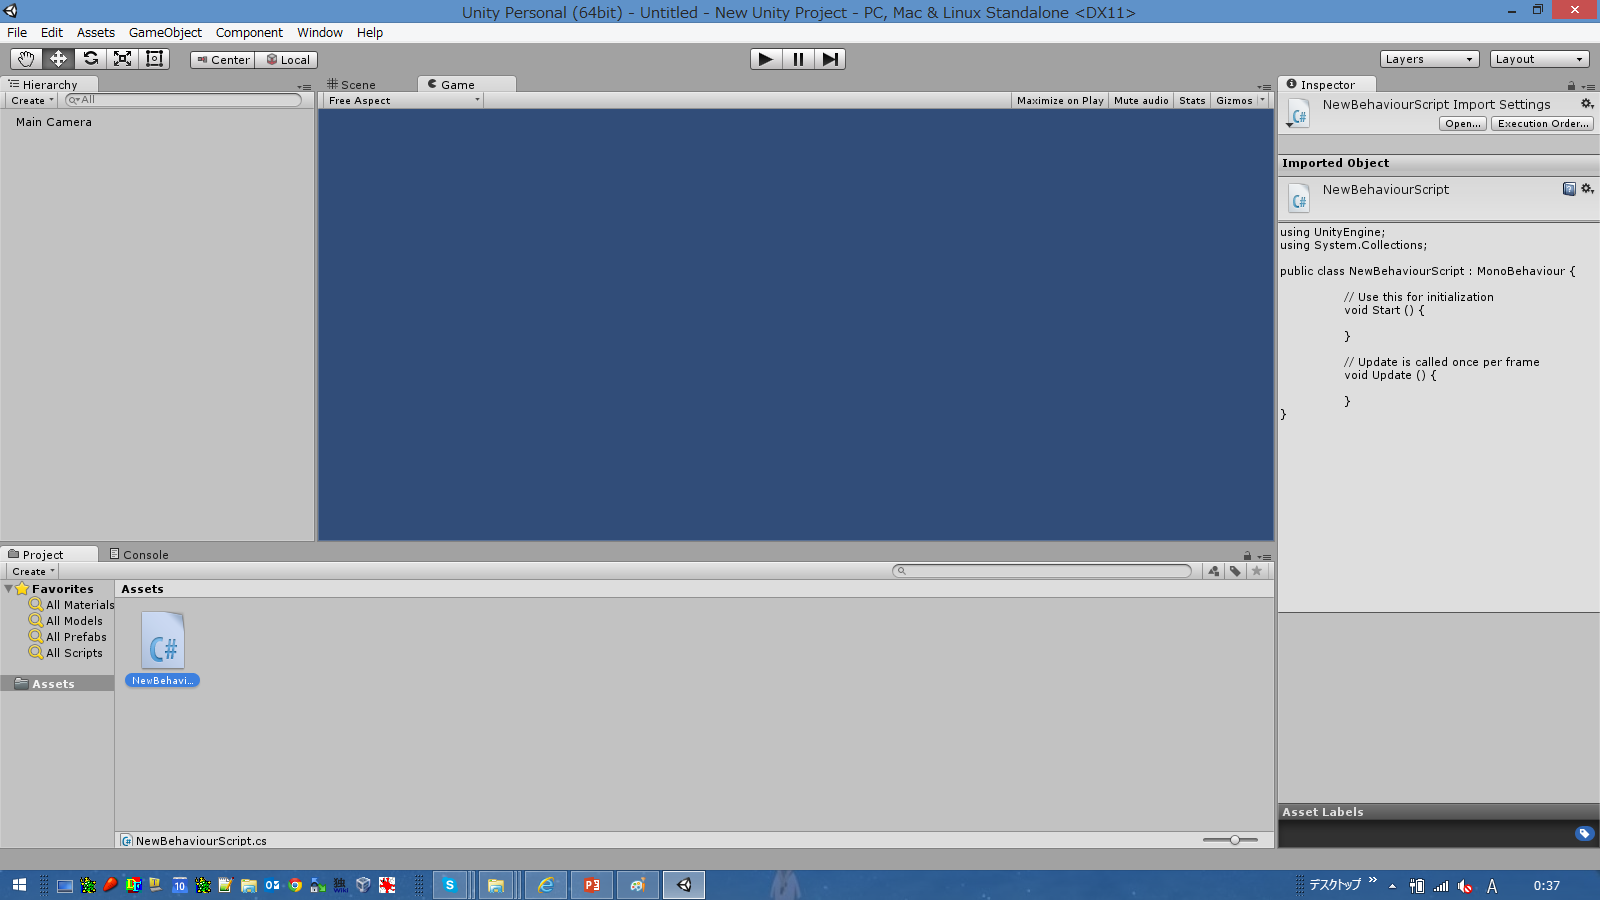 Unity Personal (64bit) - Untitled - New Unity Project - PC, Mac & Linux Standalone <DX11>
File Edit Assets GameObject Component Window Help
Center Local Layers Layout
Hierarchy
Create All
Main Camera
Scene Game
Free Aspect Maximize on Play Mute audio Stats Gizmos
Inspector
NewBehaviourScript Import Settings
C#
Open... Execution Order...
Imported Object
NewBehaviourScript
C#
using UnityEngine;
using System.Collections;
public class NewBehaviourScript : MonoBehaviour {
// Use this for initialization
void Start () {
}
// Update is called once per frame
void Update () {
}
}
Project Console
Create
Favorites
All Materials
All Models
All Prefabs
All Scripts
Assets
Assets
C#
NewBehavi...
NewBehaviourScript.cs
Asset Labels
10
デスクトップ
A
0:37